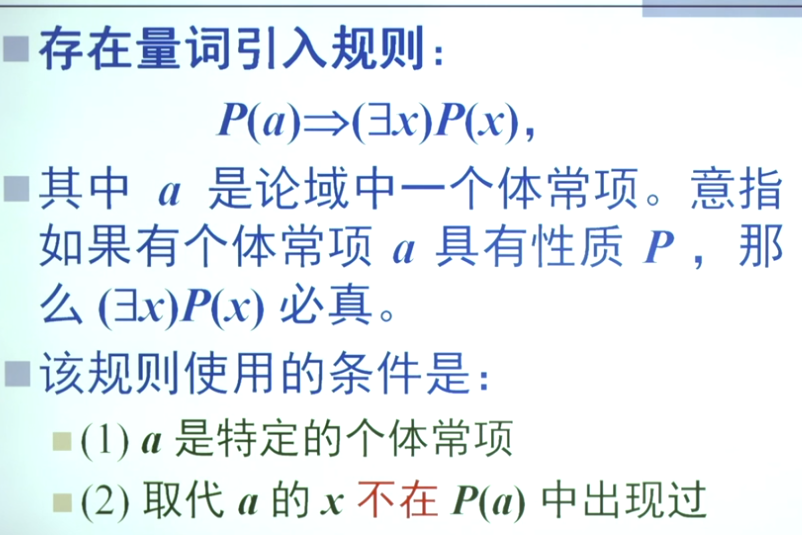 存在量词引入规则：
P(a)⇒(∃x)P(x)，
其中 a 是论域中一个体常项。意指
如果有个体常项 a 具有性质 P ，那
么 (∃x)P(x) 必真。
该规则使用的条件是：
(1) a 是特定的个体常项
(2) 取代 a 的 x 不在 P(a) 中出现过